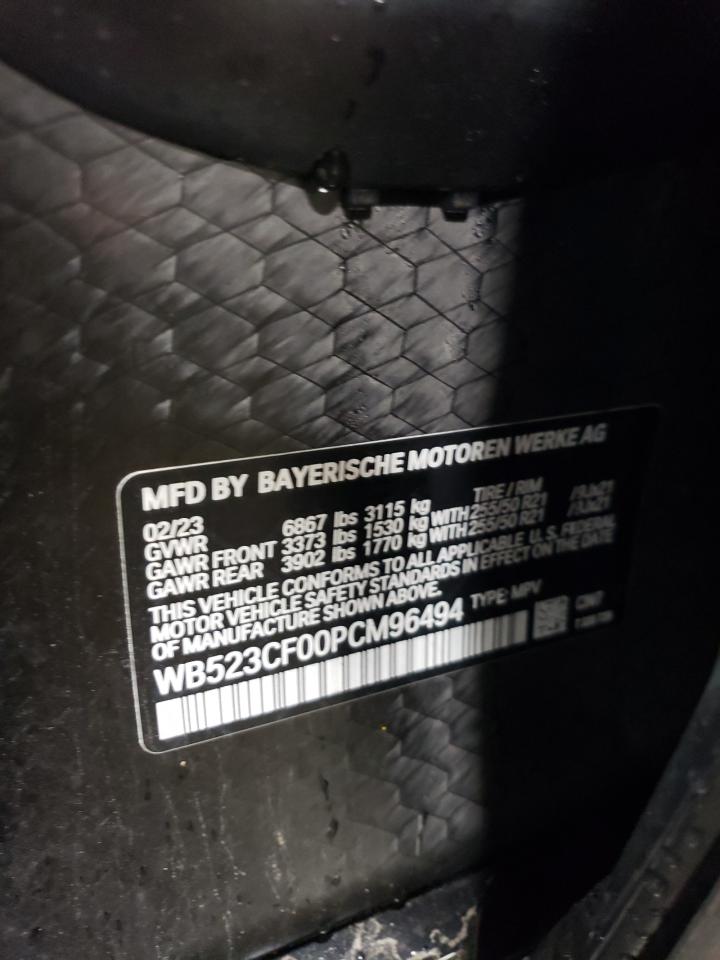 MFD BY BAYERISCHE MOTOREN WERKE AG
02/23
GVWR 6867 lbs 3115 kg TIRE / RIM
GAWR FRONT 3373 lbs 1530 kg WITH 255/50 R21
GAWR REAR 3902 lbs 1770 kg WITH 255/50 R21
THIS VEHICLE CONFORMS TO ALL APPLICABLE U. S. FEDERAL
MOTOR VEHICLE SAFETY STANDARDS IN EFFECT ON THE DATE
OF MANUFACTURE SHOWN ABOVE.
WB523CF00PCM96494 TYPE: MPV